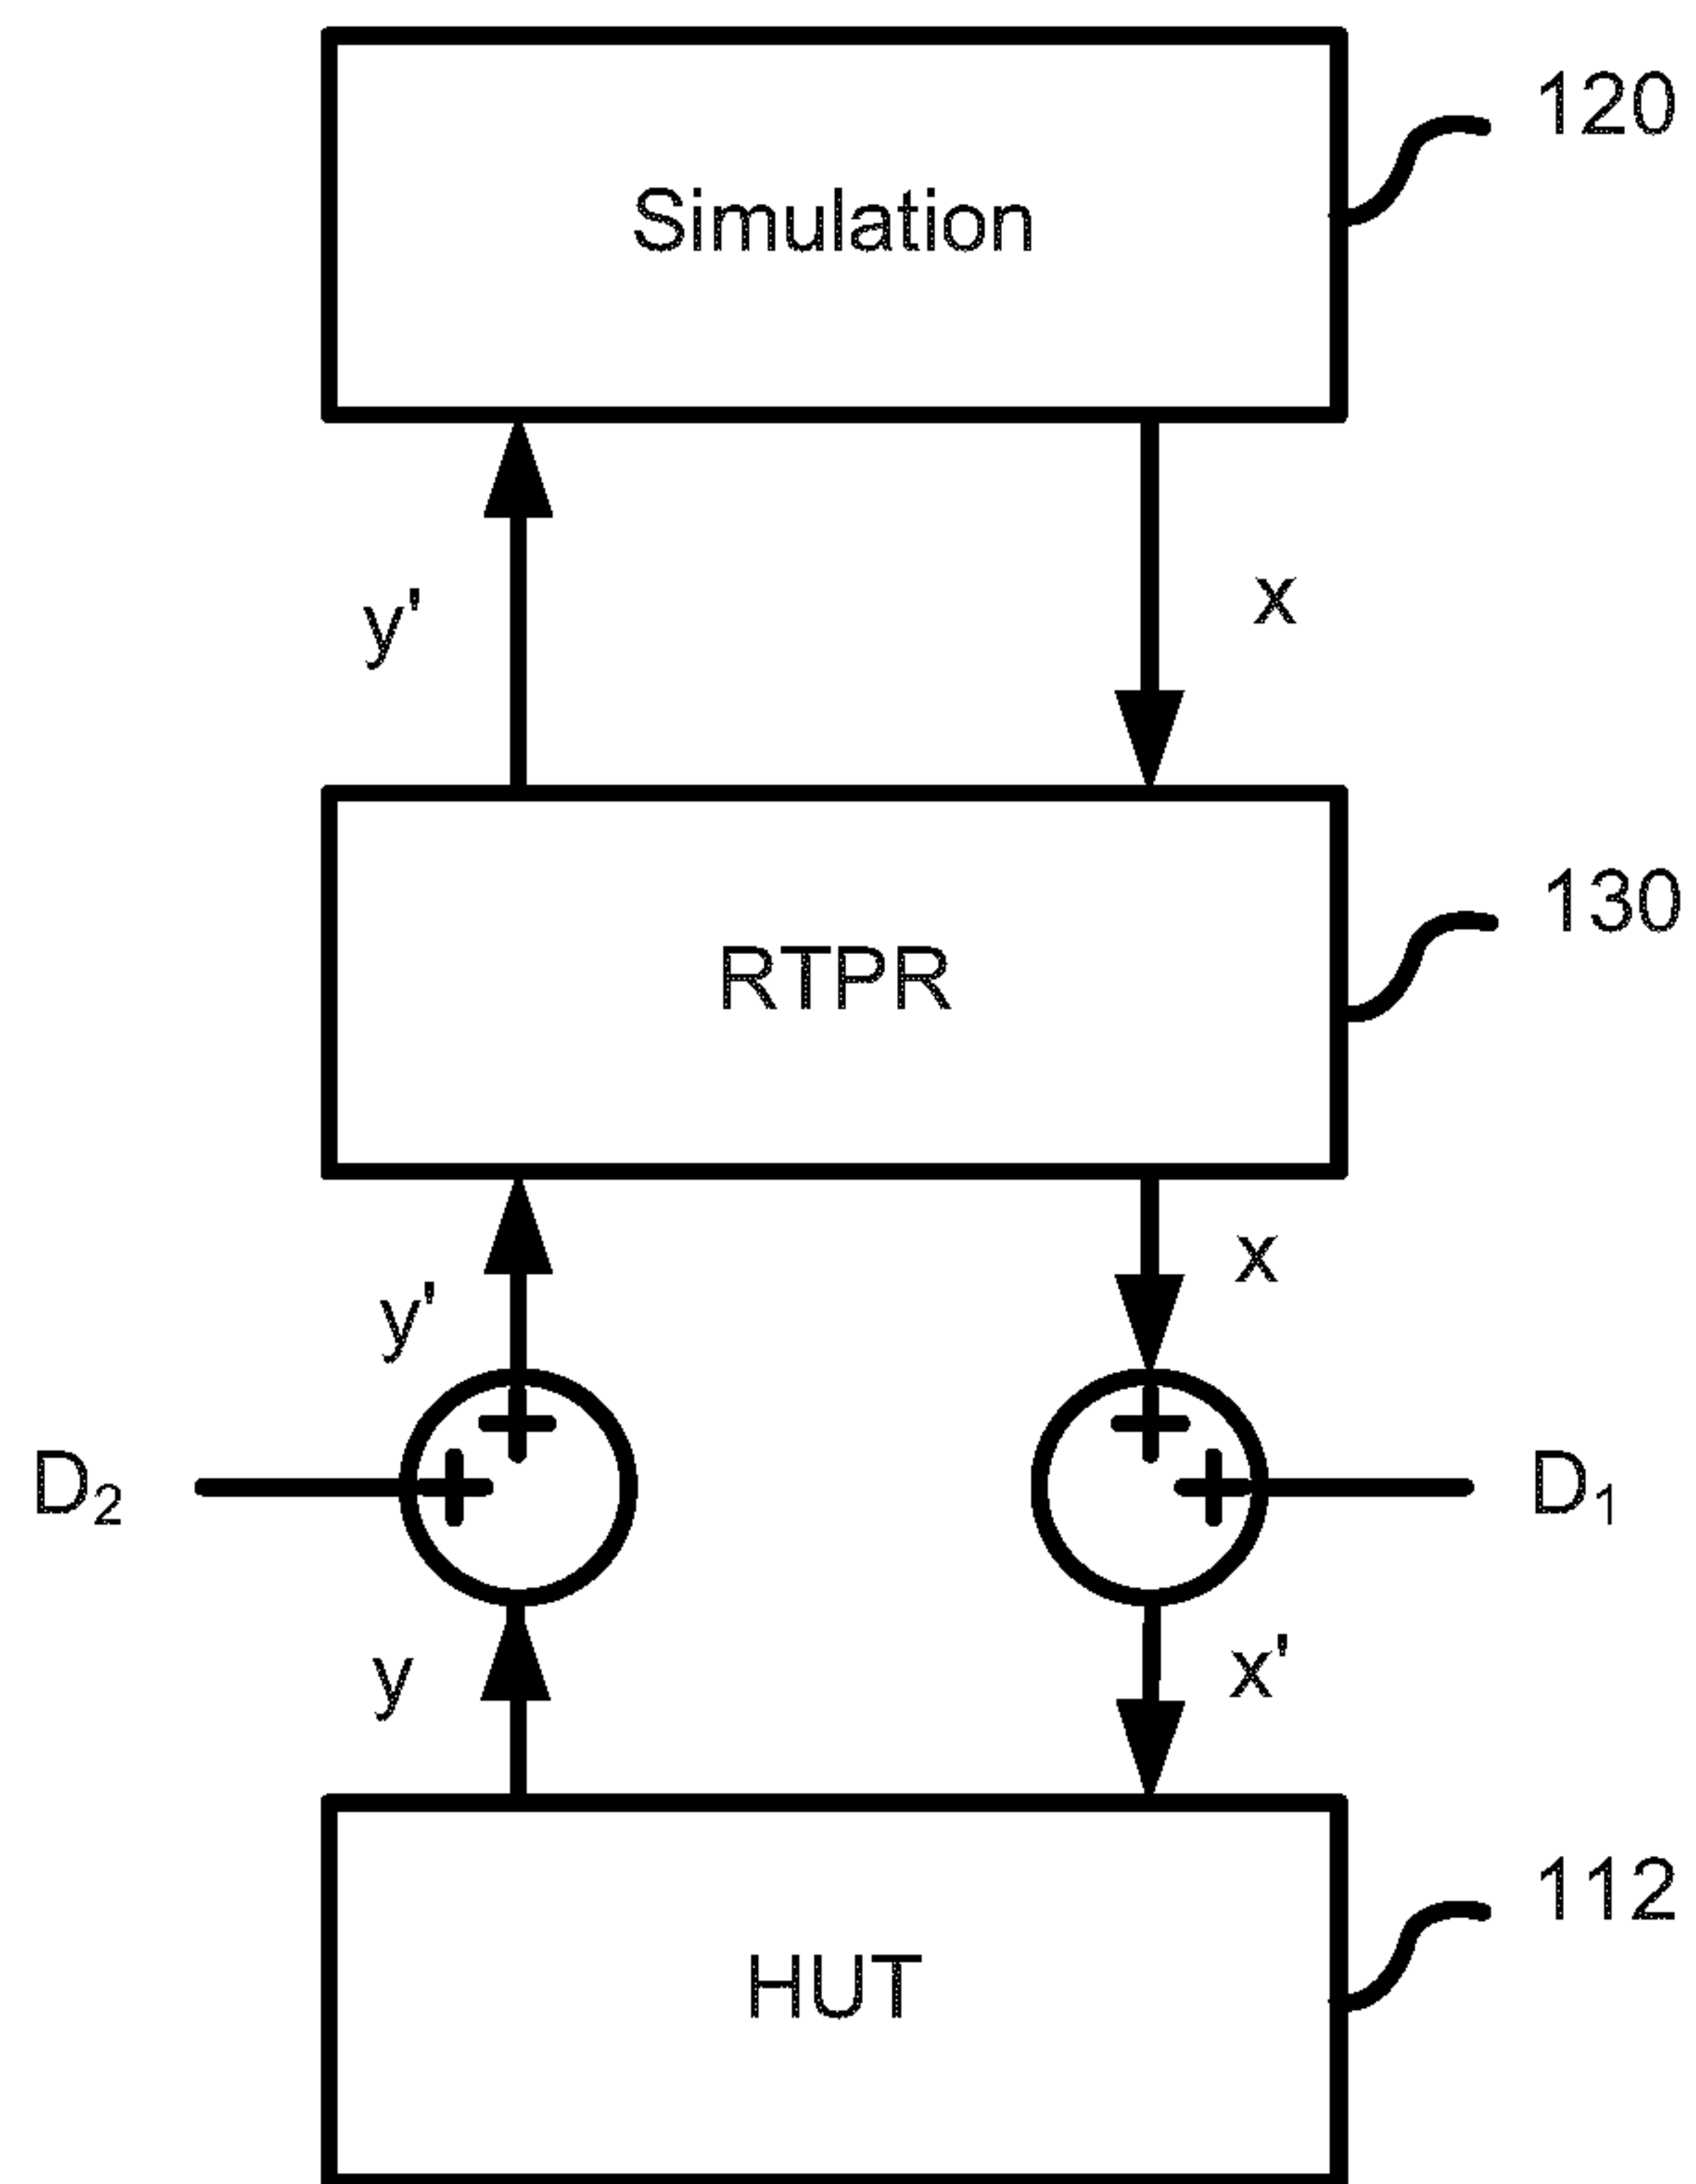 120
Simulation
y'
x
130
RTPR
x
y'
D₂
D₁
y
x'
112
HUT